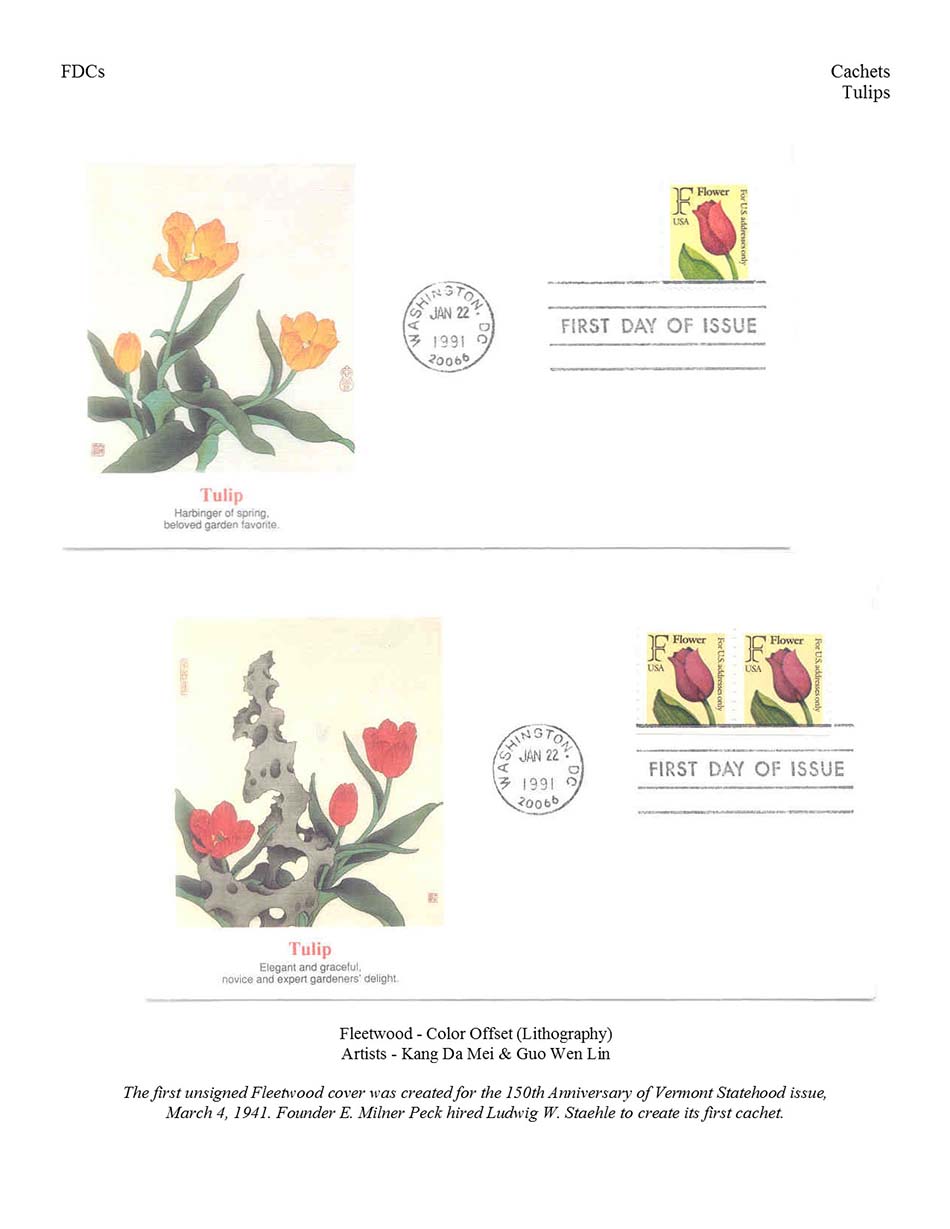 FDCs
Cachets
Tulips
F Flower
USA
For U.S. addresses only
WASHINGTON, DC
JAN 22
1991
20066
FIRST DAY OF ISSUE
Tulip
Harbinger of spring,
beloved garden favorite.
F Flower
USA
For U.S. addresses only
F Flower
USA
For U.S. addresses only
WASHINGTON, DC
JAN 22
1991
20066
FIRST DAY OF ISSUE
Tulip
Elegant and graceful,
novice and expert gardeners' delight.
Fleetwood - Color Offset (Lithography)
Artists - Kang Da Mei & Guo Wen Lin
The first unsigned Fleetwood cover was created for the 150th Anniversary of Vermont Statehood issue,
March 4, 1941. Founder E. Milner Peck hired Ludwig W. Staehle to create its first cachet.